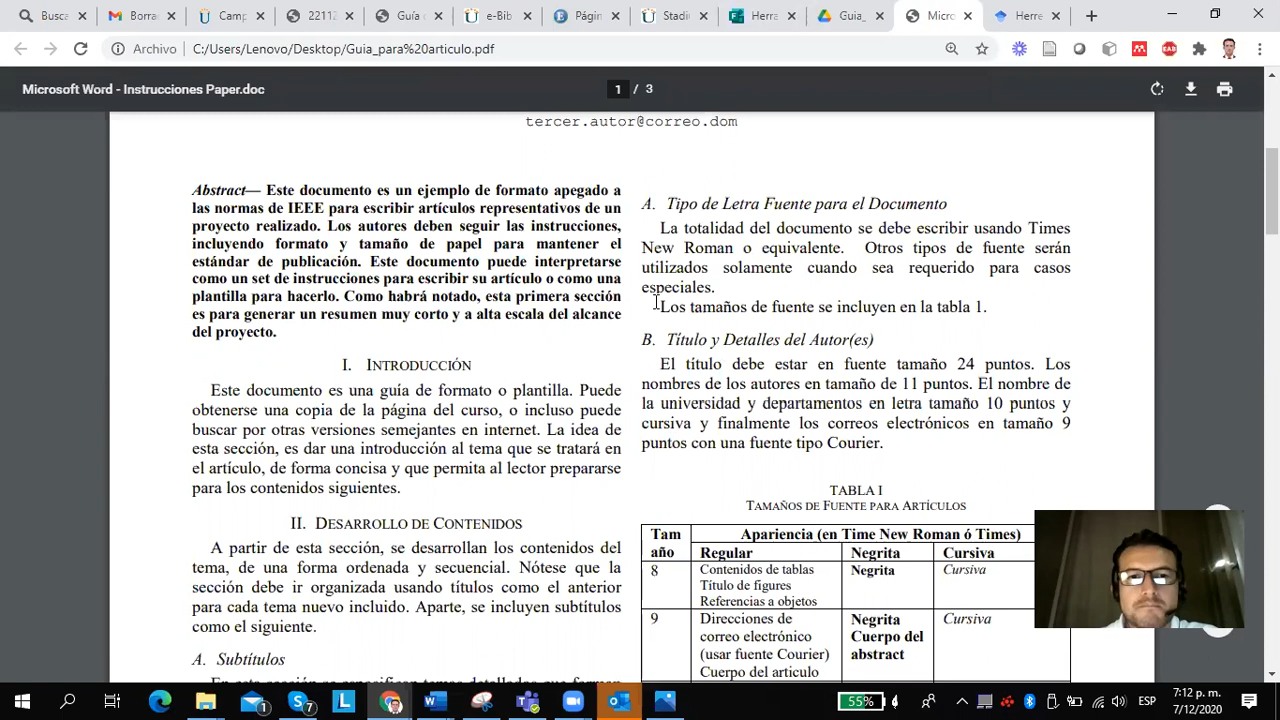 Busca
Borra
Camp
22112
Guía
e-Bib
Págin
Stadiu
Herra
Guia_
Micro
Herre
Archivo
C:/Users/Lenovo/Desktop/Guia_para%20articulo.pdf
Microsoft Word - Instrucciones Paper.doc
1 / 3
tercer.autor@correo.dom
Abstract— Este documento es un ejemplo de formato apegado a
las normas de IEEE para escribir artículos representativos de un
proyecto realizado. Los autores deben seguir las instrucciones,
incluyendo formato y tamaño de papel para mantener el
estándar de publicación. Este documento puede interpretarse
como un set de instrucciones para escribir su artículo o como una
plantilla para hacerlo. Como habrá notado, esta primera sección
es para generar un resumen muy corto y a alta escala del alcance
del proyecto.
I. INTRODUCCIÓN
Este documento es una guía de formato o plantilla. Puede
obtenerse una copia de la página del curso, o incluso puede
buscar por otras versiones semejantes en internet. La idea de
esta sección, es dar una introducción al tema que se tratará en
el artículo, de forma concisa y que permita al lector prepararse
para los contenidos siguientes.
II. DESARROLLO DE CONTENIDOS
A partir de esta sección, se desarrollan los contenidos del
tema, de una forma ordenada y secuencial. Nótese que la
sección debe ir organizada usando títulos como el anterior
para cada tema nuevo incluido. Aparte, se incluyen subtítulos
como el siguiente.
A. Subtítulos
A. Tipo de Letra Fuente para el Documento
La totalidad del documento se debe escribir usando Times
New Roman o equivalente. Otros tipos de fuente serán
utilizados solamente cuando sea requerido para casos
especiales.
Los tamaños de fuente se incluyen en la tabla 1.
B. Título y Detalles del Autor(es)
El título debe estar en fuente tamaño 24 puntos. Los
nombres de los autores en tamaño de 11 puntos. El nombre de
la universidad y departamentos en letra tamaño 10 puntos y
cursiva y finalmente los correos electrónicos en tamaño 9
puntos con una fuente tipo Courier.
TABLA I
TAMAÑOS DE FUENTE PARA ARTÍCULOS
Tam
año
Apariencia (en Time New Roman ó Times)
Regular Negrita Cursiva
8
Contenidos de tablas
Título de figures
Referencias a objetos
Negrita
Cursiva
9
Direcciones de
correo electrónico
(usar fuente Courier)
Cuerpo del articulo
Negrita
Cuerpo del
abstract
Cursiva
55%
ESP
7:12 p. m.
7/12/2020